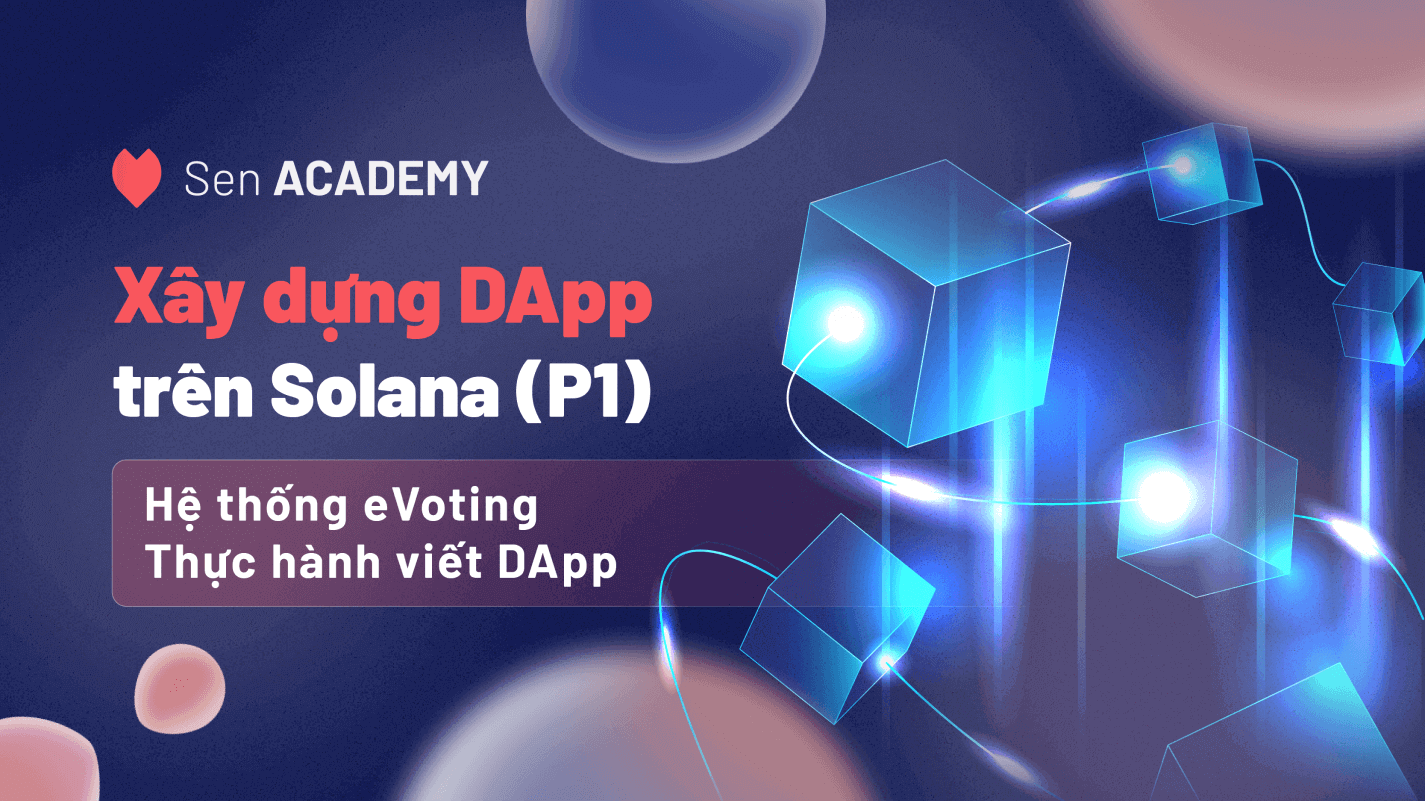 Sen ACADEMY
Xây dựng DApp
trên Solana (P1)
Hệ thống eVoting
Thực hành viết DApp